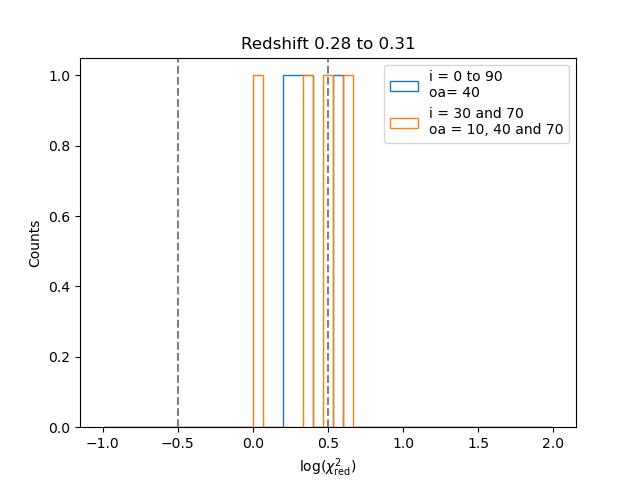 Redshift 0.28 to 0.31
i = 0 to 90
oa= 40
i = 30 and 70
oa = 10, 40 and 70
Counts
1.0
0.8
0.6
0.4
0.2
0.0
−1.0 −0.5 0.0 0.5 1.0 1.5 2.0
log(χ²red)